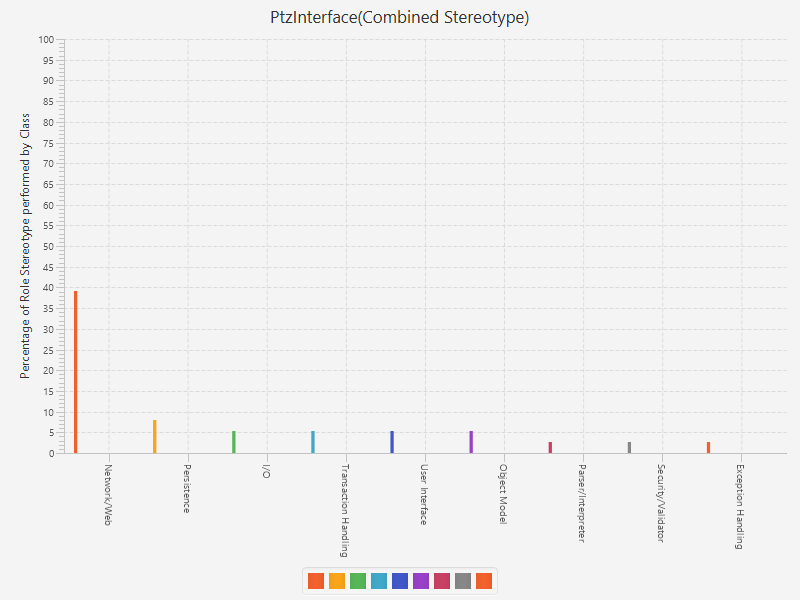 PtzInterface(Combined Stereotype)
Percentage of Role Stereotype performed by Class
100
95
90
85
80
75
70
65
60
55
50
45
40
35
30
25
20
15
10
5
0
Network/Web
Persistence
I/O
Transaction Handling
User Interface
Object Model
Parser/Interpreter
Security/Validator
Exception Handling